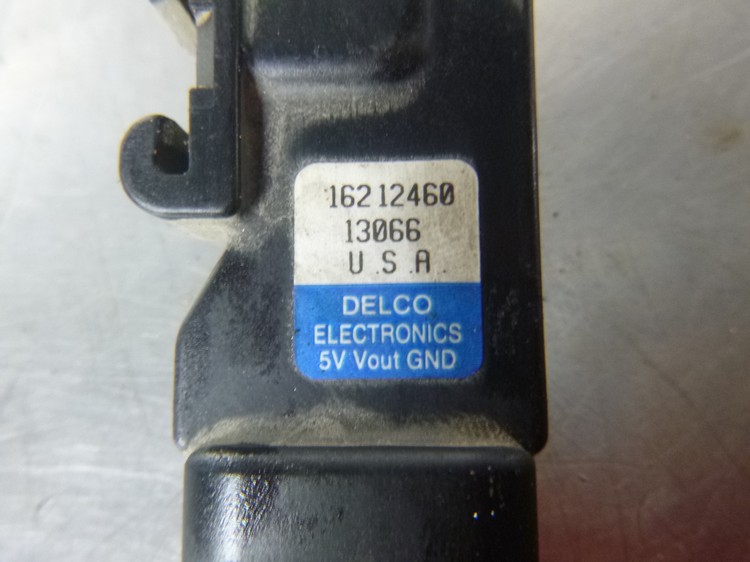 16212460
13066
U.S.A.
DELCO
ELECTRONICS
5V Vout GND